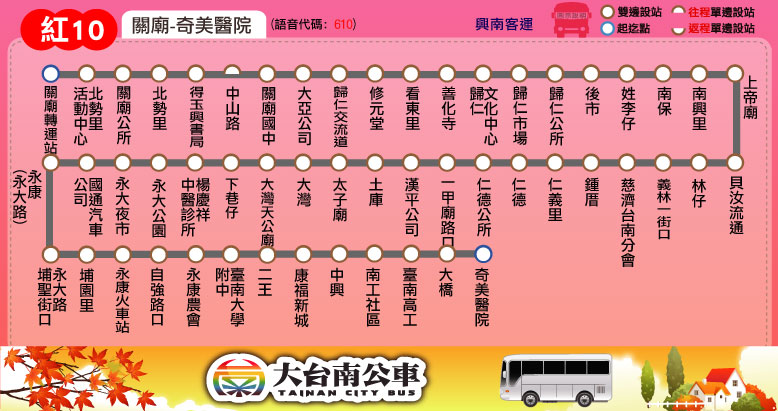 紅10
關廟-奇美醫院
(語音代碼: 610)
興南客運
雙邊設站
往程單邊設站
起迄點
返程單邊設站
關廟轉運站
北勢里活動中心
關廟公所
北勢里
得玉興書局
中山路
關廟國中
大亞公司
歸仁交流道
修元堂
看東里
善化寺
歸仁文化中心
歸仁市場
歸仁公所
後市
姓李仔
南保
南興里
上帝廟
貝汝流通
林仔
義林一街口
慈濟台南分會
鍾厝
仁義里
仁德
仁德公所
一甲廟路口
漢平公司
土庫
太子廟
大灣
大灣天公廟
下巷仔
楊慶祥中醫診所
永大公園
永大夜市
國通汽車公司
永康(永大路)
永大路埔聖街口
埔園里
永康火車站
自強路口
永康農會
臺南大學附中
二王
康福新城
中興
南工社區
臺南高工
大橋
奇美醫院
大台南公車
TAINAN CITY BUS